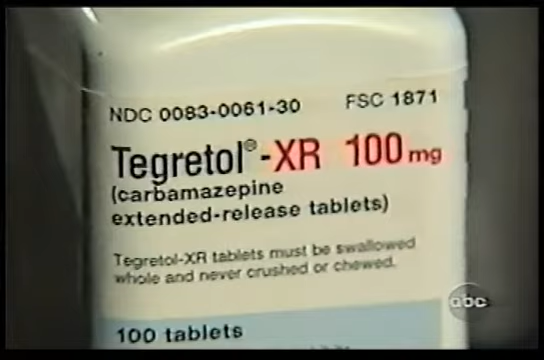 NDC 0083-0061-30 FSC 1871
Tegretol®-XR 100 mg
(carbamazepine
extended-release tablets)
Tegretol-XR tablets must be swallowed
whole and never crushed or chewed.
100 tablets
abc